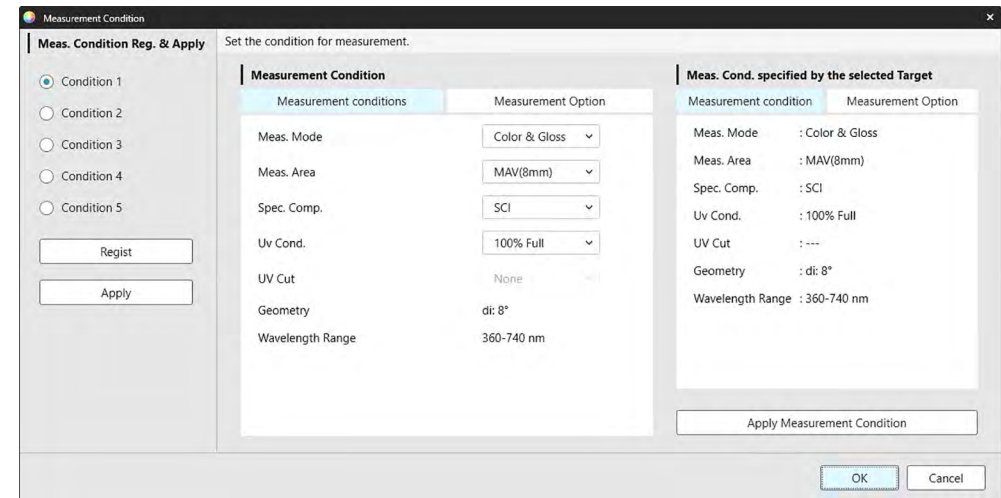 Measurement Condition
Meas. Condition Reg. & Apply
Condition 1
Condition 2
Condition 3
Condition 4
Condition 5
Regist
Apply
Set the condition for measurement.
Measurement Condition
Measurement conditions Measurement Option
Meas. Mode Color & Gloss
Meas. Area MAV(8mm)
Spec. Comp. SCI
Uv Cond. 100% Full
UV Cut None
Geometry di: 8°
Wavelength Range 360-740 nm
Meas. Cond. specified by the selected Target
Measurement condition Measurement Option
Meas. Mode : Color & Gloss
Meas. Area : MAV(8mm)
Spec. Comp. : SCI
Uv Cond. : 100% Full
UV Cut : ---
Geometry : di: 8°
Wavelength Range : 360-740 nm
Apply Measurement Condition
OK Cancel